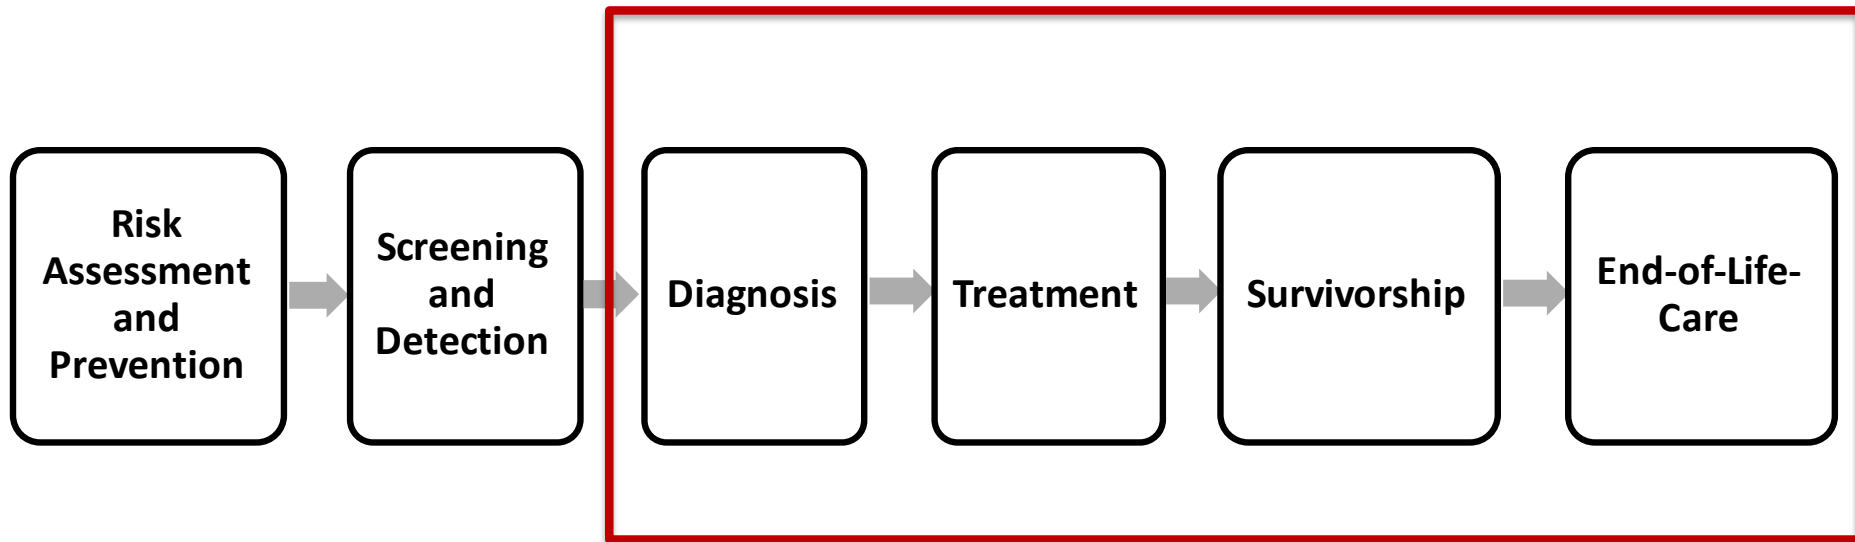 Risk
Assessment
and
Prevention
Screening
and
Detection
Diagnosis
Treatment
Survivorship
End-of-Life-
Care